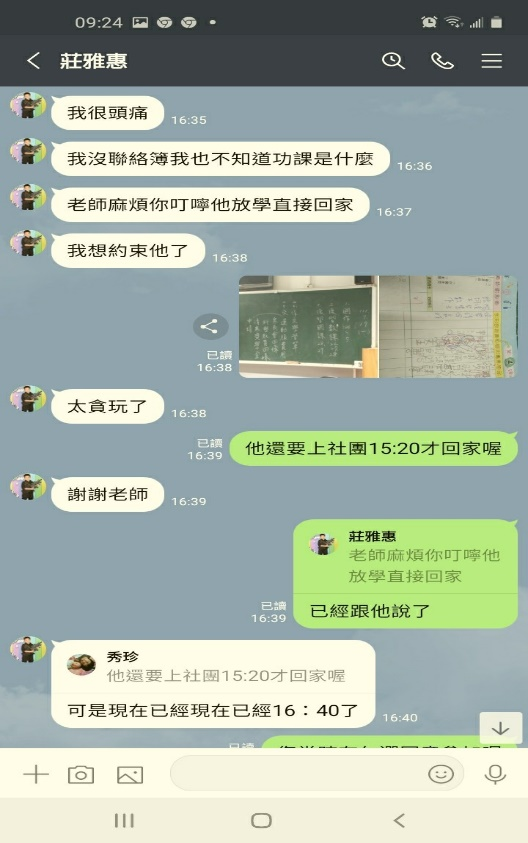 09:24
莊雅惠
我很頭痛
16:35
我沒聯絡簿我也不知道功課是什麼
16:36
老師麻煩你叮嚀他放學直接回家
16:37
我想約束他了
16:38
已讀
16:38
太貪玩了
16:38
已讀
16:39
他還要上社團15:20才回家喔
謝謝老師
16:39
莊雅惠
老師麻煩你叮嚀他
放學直接回家
已讀
16:39
已經跟他說了
秀珍
他還要上社團15:20才回家喔
可是現在已經現在已經16：40了
16:40
已讀